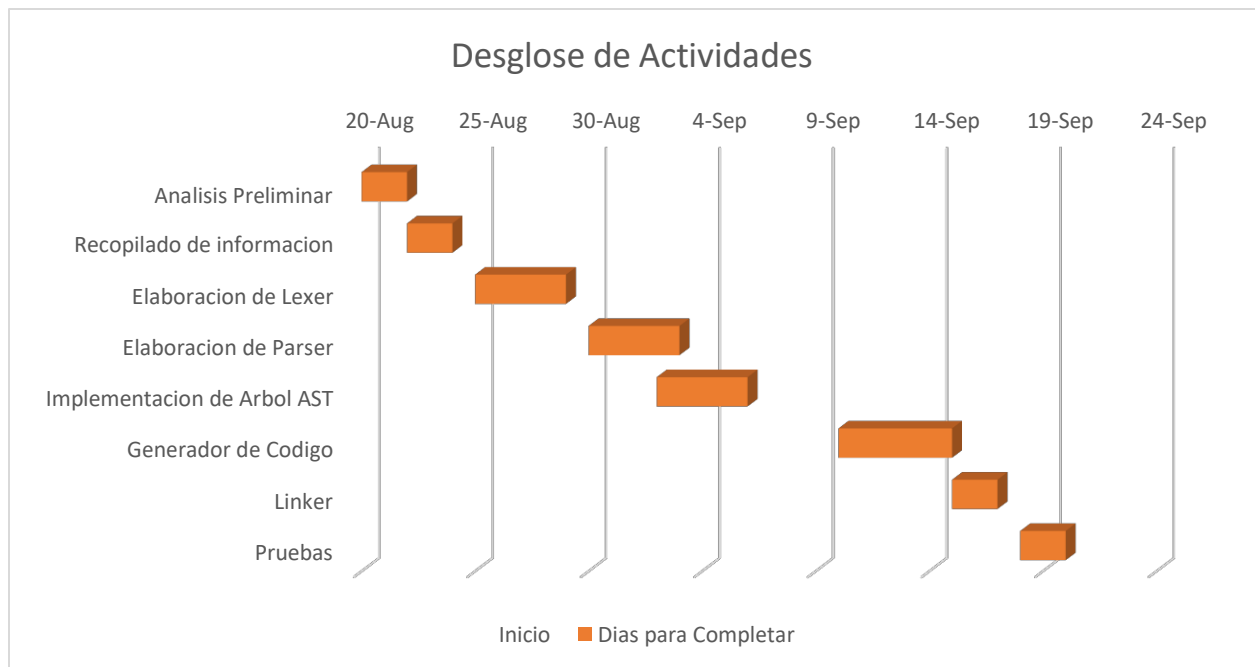 Desglose de Actividades
20-Aug 25-Aug 30-Aug 4-Sep 9-Sep 14-Sep 19-Sep 24-Sep
Analisis Preliminar
Recopilado de informacion
Elaboracion de Lexer
Elaboracion de Parser
Implementacion de Arbol AST
Generador de Codigo
Linker
Pruebas
Inicio Dias para Completar